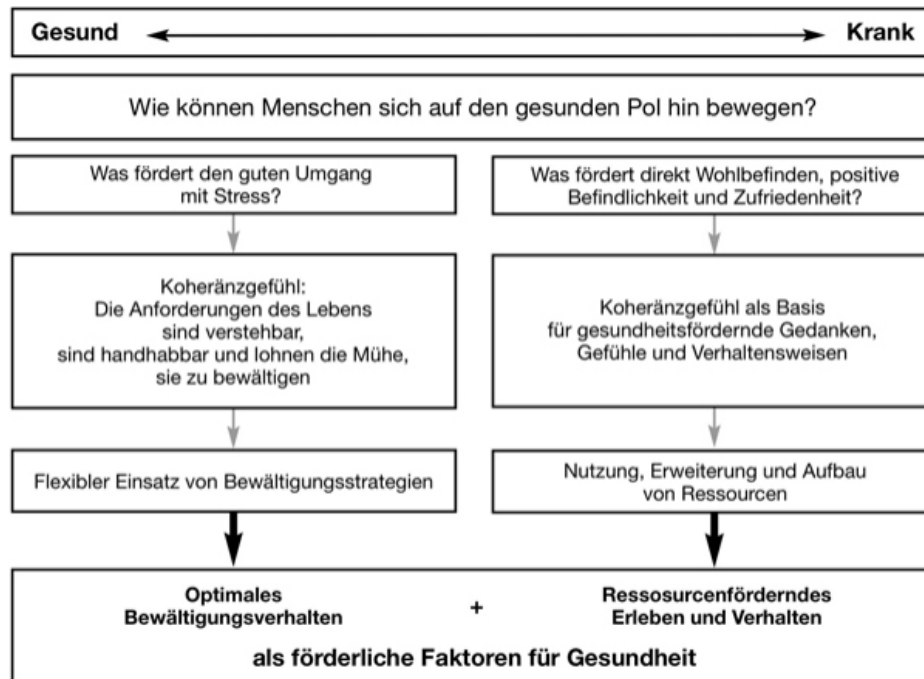 Gesund Krank
Wie können Menschen sich auf den gesunden Pol hin bewegen?
Was fördert den guten Umgang
mit Stress?
Was fördert direkt Wohlbefinden, positive
Befindlichkeit und Zufriedenheit?
Koheränzgefühl:
Die Anforderungen des Lebens
sind verstehbar,
sind handhabbar und lohnen die Mühe,
sie zu bewältigen
Koheränzgefühl als Basis
für gesundheitsfördernde Gedanken,
Gefühle und Verhaltensweisen
Flexibler Einsatz von Bewältigungsstrategien
Nutzung, Erweiterung und Aufbau
von Ressourcen
Optimales
Bewältigungsverhalten
+
Ressosurcenförderndes
Erleben und Verhalten
als förderliche Faktoren für Gesundheit